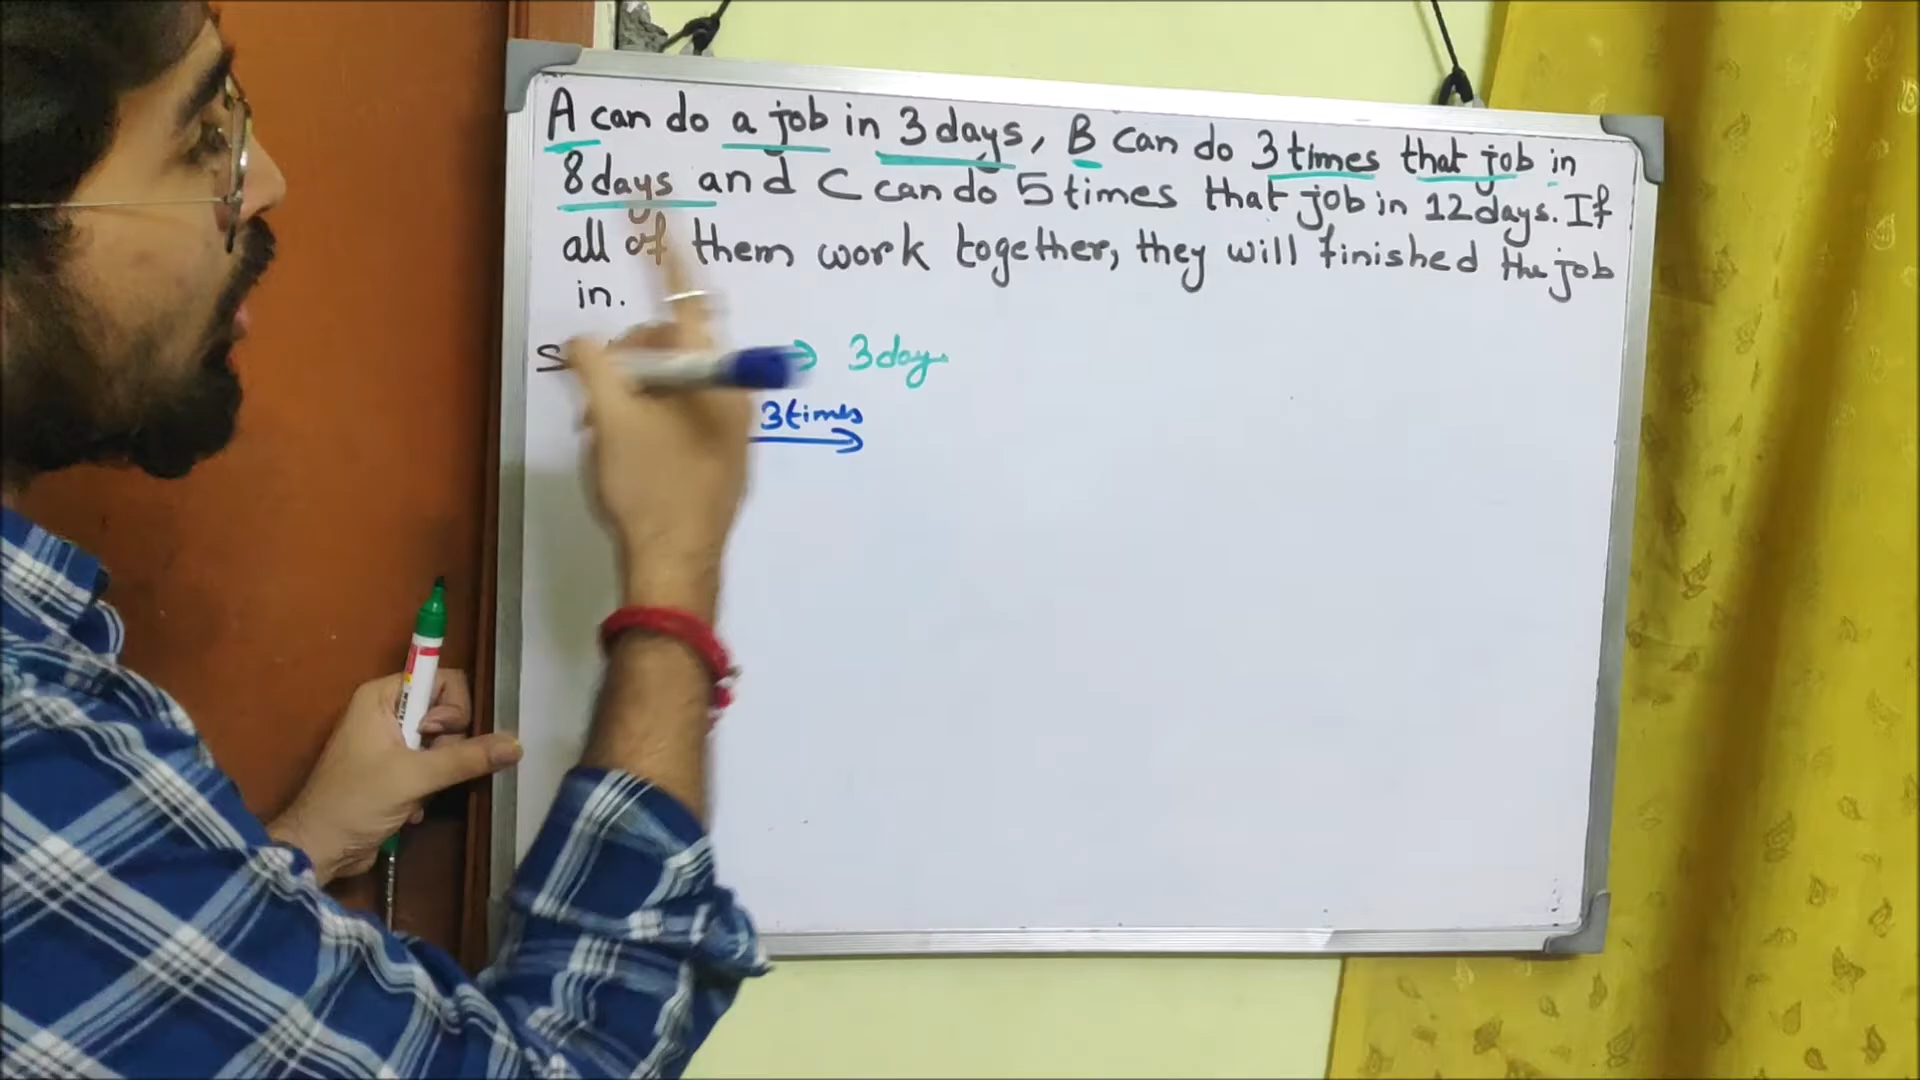 A can do a job in 3 days, B can do 3 times that job in
8 days and C can do 5 times that job in 12 days. If
all of them work together, they will finished the job
in.
3 days
3 times